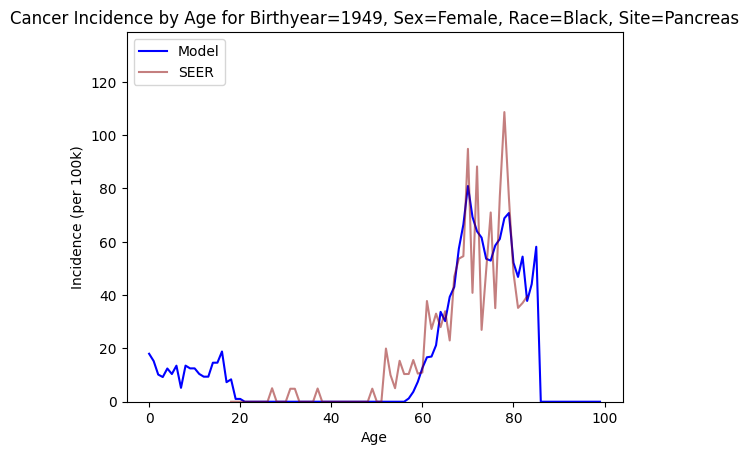 Cancer Incidence by Age for Birthyear=1949, Sex=Female, Race=Black, Site=Pancreas
Model
SEER
120
100
80
60
40
20
0
Incidence (per 100k)
0 20 40 60 80 100
Age